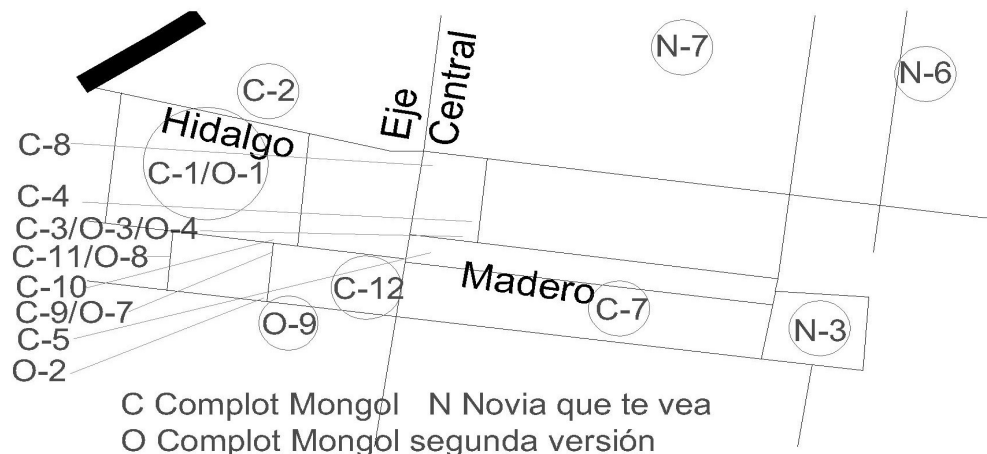 N-7
N-6
C-2
Eje
Central
Hidalgo
C-8
C-1/O-1
C-4
C-3/O-3/O-4
C-11/O-8
C-10
C-9/O-7
C-5
O-2
C-12
Madero
C-7
O-9
N-3
C Complot Mongol N Novia que te vea
O Complot Mongol segunda versión